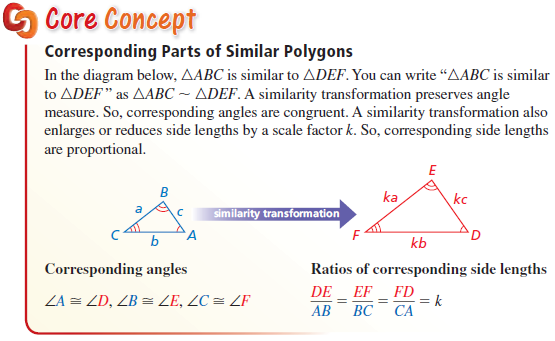 Core Concept
Corresponding Parts of Similar Polygons
In the diagram below, △ABC is similar to △DEF. You can write “△ABC is similar
to △DEF” as △ABC ∼ △DEF. A similarity transformation preserves angle
measure. So, corresponding angles are congruent. A similarity transformation also
enlarges or reduces side lengths by a scale factor k. So, corresponding side lengths
are proportional.
B
a
c
C
b
A
similarity transformation
E
ka
kc
F
kb
D
Corresponding angles
∠A ≅ ∠D, ∠B ≅ ∠E, ∠C ≅ ∠F
Ratios of corresponding side lengths
DE/AB = EF/BC = FD/CA = k